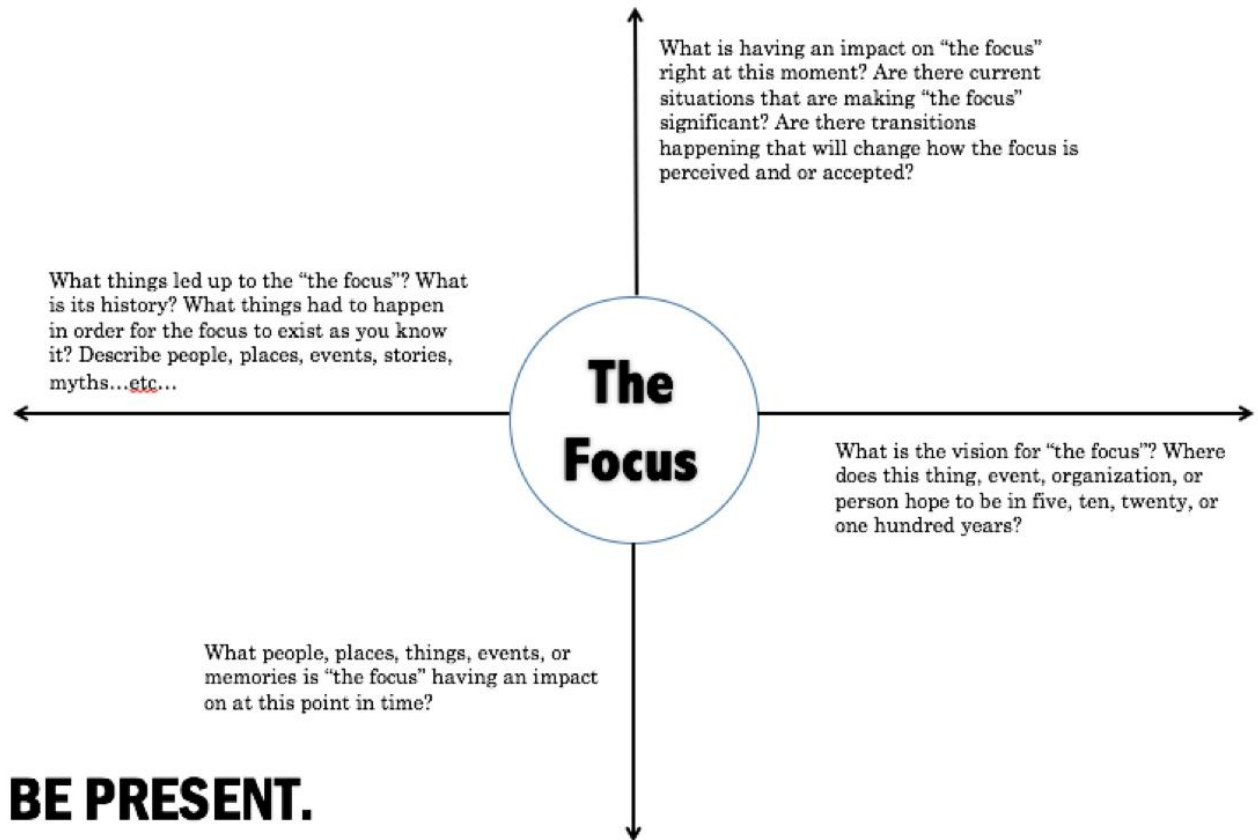 What is having an impact on “the focus”
right at this moment? Are there current
situations that are making “the focus”
significant? Are there transitions
happening that will change how the focus is
perceived and or accepted?
What things led up to the “the focus”? What
is its history? What things had to happen
in order for the focus to exist as you know
it? Describe people, places, events, stories,
myths...etc...
The
Focus
What is the vision for “the focus”? Where
does this thing, event, organization, or
person hope to be in five, ten, twenty, or
one hundred years?
What people, places, things, events, or
memories is “the focus” having an impact
on at this point in time?
BE PRESENT.